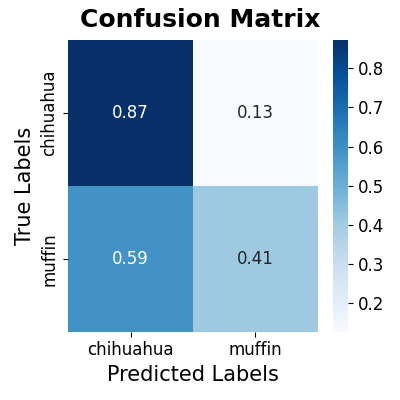 Confusion Matrix
True Labels
chihuahua
0.87 0.13
muffin
0.59 0.41
chihuahua muffin
Predicted Labels
0.8
0.7
0.6
0.5
0.4
0.3
0.2